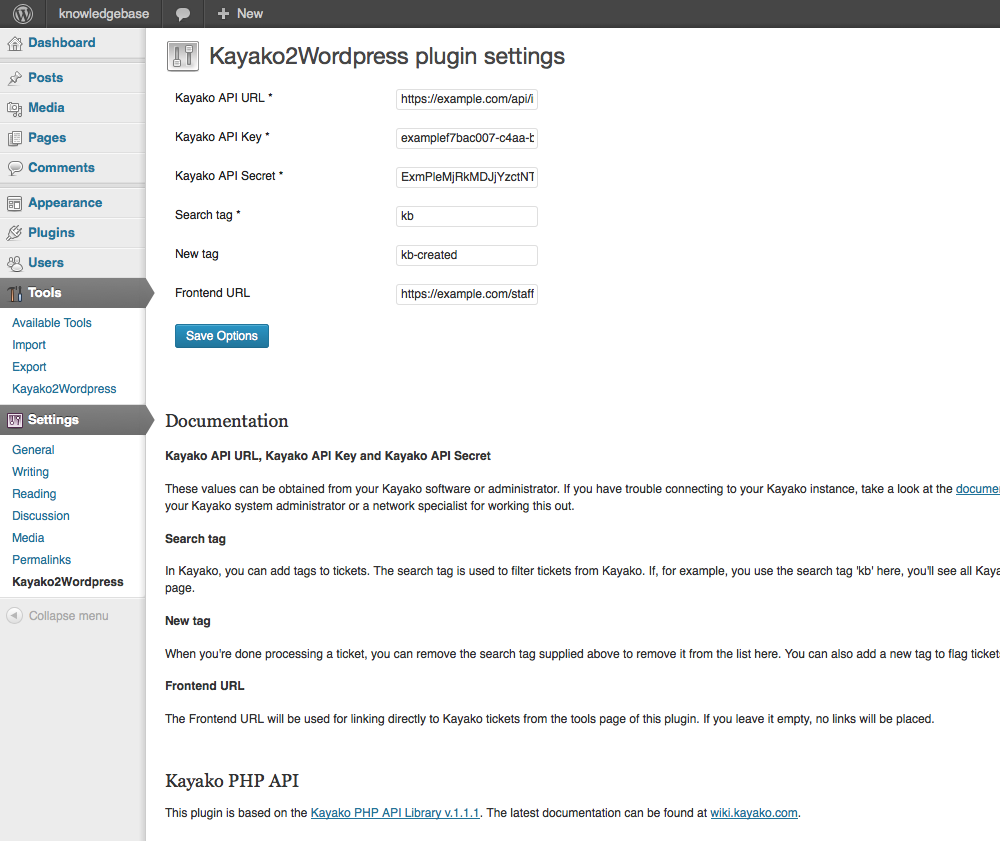 knowledgebase
New
Dashboard
Posts
Media
Pages
Comments
Appearance
Plugins
Users
Tools
Available Tools
Import
Export
Kayako2Wordpress
Settings
General
Writing
Reading
Discussion
Media
Permalinks
Kayako2Wordpress
Collapse menu
Kayako2Wordpress plugin settings
Kayako API URL * https://example.com/api/i
Kayako API Key * examplef7bac007-c4aa-b
Kayako API Secret * ExmPleMjRkMDJjYzctNT
Search tag * kb
New tag kb-created
Frontend URL https://example.com/staff
Save Options
Documentation
Kayako API URL, Kayako API Key and Kayako API Secret
These values can be obtained from your Kayako software or administrator. If you have trouble connecting to your Kayako instance, take a look at the documen
your Kayako system administrator or a network specialist for working this out.
Search tag
In Kayako, you can add tags to tickets. The search tag is used to filter tickets from Kayako. If, for example, you use the search tag 'kb' here, you'll see all Kaya
page.
New tag
When you're done processing a ticket, you can remove the search tag supplied above to remove it from the list here. You can also add a new tag to flag tickets
Frontend URL
The Frontend URL will be used for linking directly to Kayako tickets from the tools page of this plugin. If you leave it empty, no links will be placed.
Kayako PHP API
This plugin is based on the Kayako PHP API Library v.1.1.1. The latest documentation can be found at wiki.kayako.com.